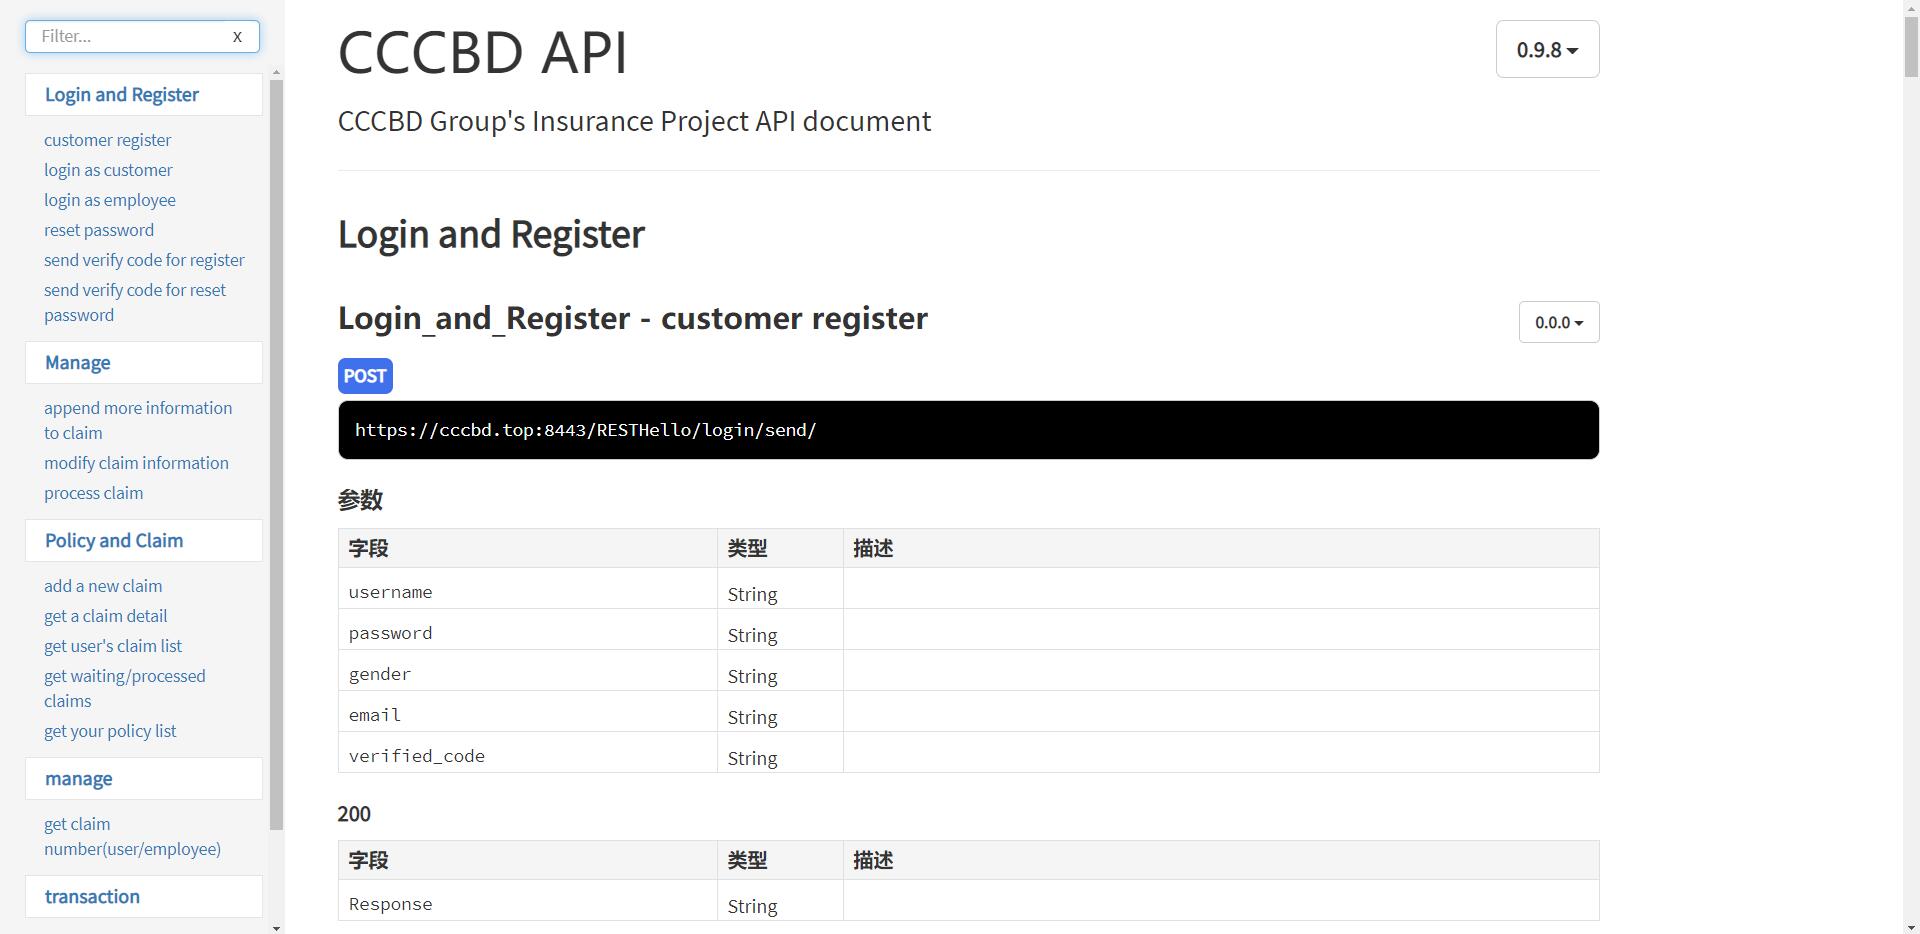 Filter...
x
Login and Register
customer register
login as customer
login as employee
reset password
send verify code for register
send verify code for reset
password
Manage
append more information
to claim
modify claim information
process claim
Policy and Claim
add a new claim
get a claim detail
get user's claim list
get waiting/processed
claims
get your policy list
manage
get claim
number(user/employee)
transaction
CCCBD API
0.9.8
CCCBD Group's Insurance Project API document
Login and Register
Login_and_Register - customer register
0.0.0
POST
https://cccbd.top:8443/RESTHello/login/send/
参数
字段 类型 描述
username String
password String
gender String
email String
verified_code String
200
字段 类型 描述
Response String